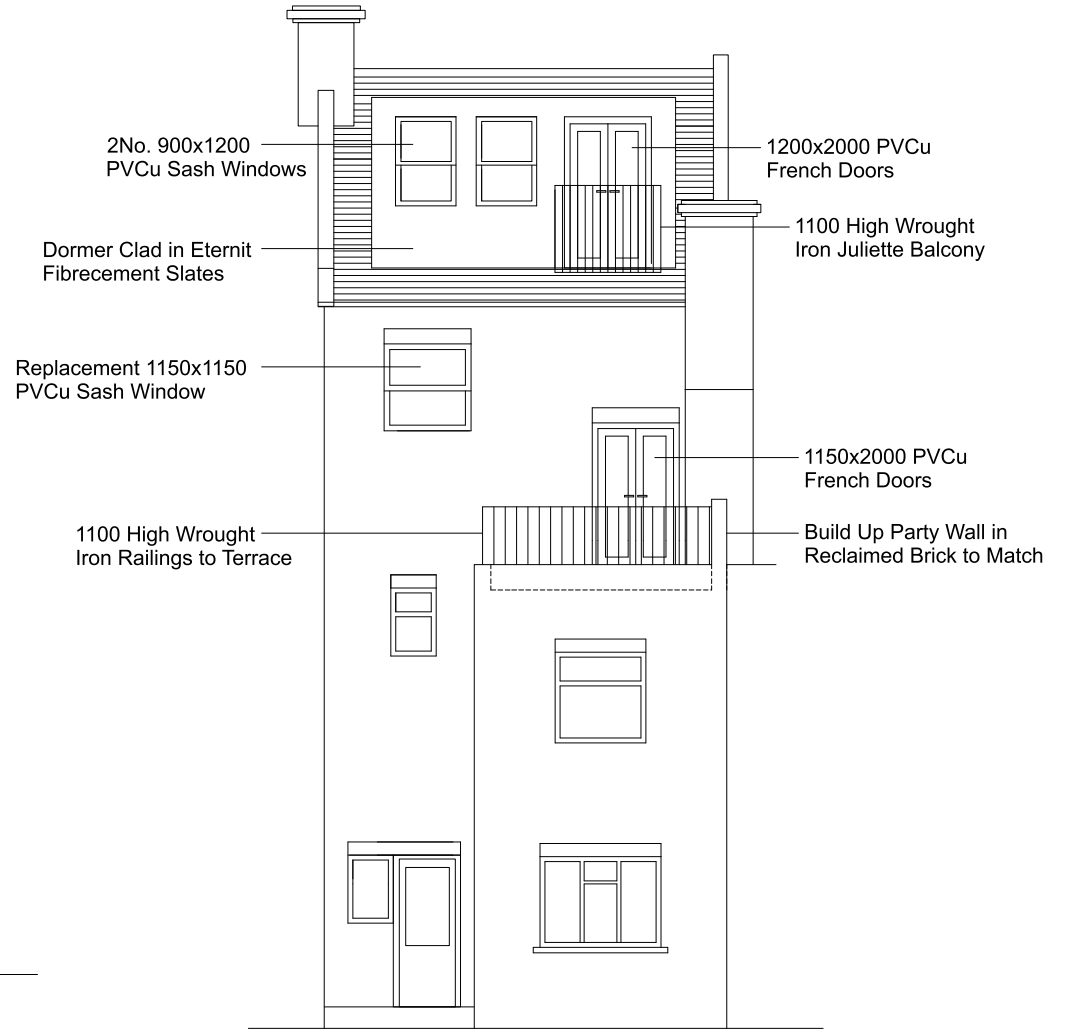 2No. 900x1200
PVCu Sash Windows
1200x2000 PVCu
French Doors
1100 High Wrought
Iron Juliette Balcony
Dormer Clad in Eternit
Fibrecement Slates
Replacement 1150x1150
PVCu Sash Window
1150x2000 PVCu
French Doors
1100 High Wrought
Iron Railings to Terrace
Build Up Party Wall in
Reclaimed Brick to Match